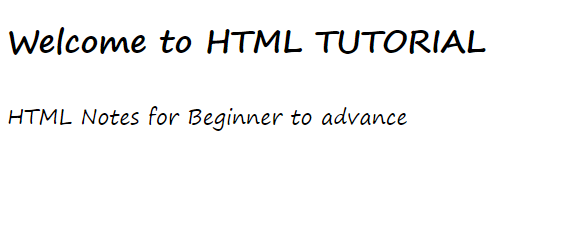 Welcome to HTML TUTORIAL
HTML Notes for Beginner to advance